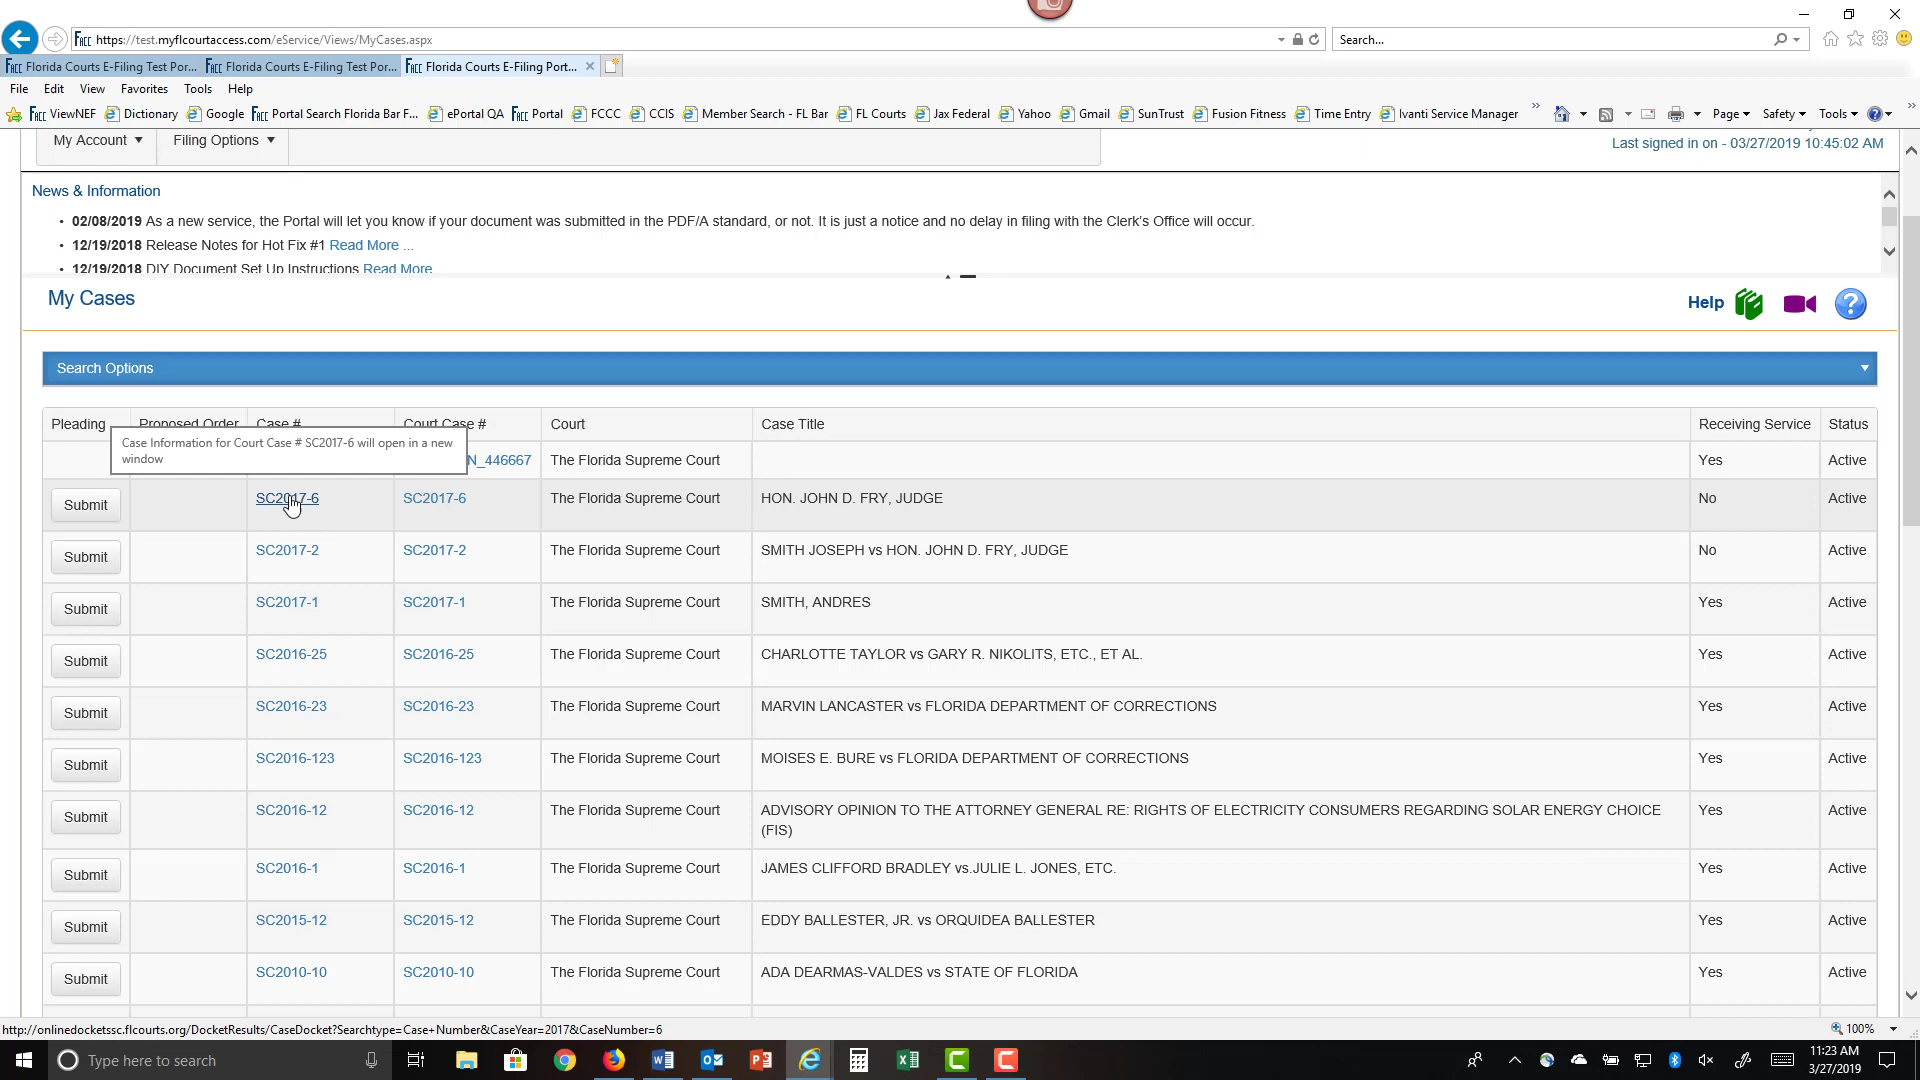 https://test.myflcourtaccess.com/eService/Views/MyCases.aspx
Search...
Facc Florida Courts E-Filing Test Por... Facc Florida Courts E-Filing Test Por... Facc Florida Courts E-Filing Port...
File Edit View Favorites Tools Help
ViewNEF Dictionary Google Portal Search Florida Bar F... ePortal QA Portal FCCC CCIS Member Search - FL Bar FL Courts Jax Federal Yahoo Gmail SunTrust Fusion Fitness Time Entry Ivanti Service Manager Page Safety Tools
My Account Filing Options
Last signed in on - 03/27/2019 10:45:02 AM
News & Information
• 02/08/2019 As a new service, the Portal will let you know if your document was submitted in the PDF/A standard, or not. It is just a notice and no delay in filing with the Clerk's Office will occur.
• 12/19/2018 Release Notes for Hot Fix #1 Read More ...
• 12/19/2018 DIY Document Set Up Instructions Read More
My Cases
Help
Search Options
Pleading Proposed Order Case # Court Case # Court Case Title Receiving Service Status
Case Information for Court Case # SC2017-6 will open in a new
window
N_446667 The Florida Supreme Court Yes Active
Submit SC2017-6 SC2017-6 The Florida Supreme Court HON. JOHN D. FRY, JUDGE No Active
Submit SC2017-2 SC2017-2 The Florida Supreme Court SMITH JOSEPH vs HON. JOHN D. FRY, JUDGE No Active
Submit SC2017-1 SC2017-1 The Florida Supreme Court SMITH, ANDRES Yes Active
Submit SC2016-25 SC2016-25 The Florida Supreme Court CHARLOTTE TAYLOR vs GARY R. NIKOLITS, ETC., ET AL. Yes Active
Submit SC2016-23 SC2016-23 The Florida Supreme Court MARVIN LANCASTER vs FLORIDA DEPARTMENT OF CORRECTIONS Yes Active
Submit SC2016-123 SC2016-123 The Florida Supreme Court MOISES E. BURE vs FLORIDA DEPARTMENT OF CORRECTIONS Yes Active
Submit SC2016-12 SC2016-12 The Florida Supreme Court ADVISORY OPINION TO THE ATTORNEY GENERAL RE: RIGHTS OF ELECTRICITY CONSUMERS REGARDING SOLAR ENERGY CHOICE Yes Active
(FIS)
Submit SC2016-1 SC2016-1 The Florida Supreme Court JAMES CLIFFORD BRADLEY vs.JULIE L. JONES, ETC. Yes Active
Submit SC2015-12 SC2015-12 The Florida Supreme Court EDDY BALLESTER, JR. vs ORQUIDEA BALLESTER Yes Active
Submit SC2010-10 SC2010-10 The Florida Supreme Court ADA DEARMAS-VALDES vs STATE OF FLORIDA Yes Active
http://onlinedocketssc.flcourts.org/DocketResults/CaseDocket?Searchtype=Case+Number&CaseYear=2017&CaseNumber=6
100%
Type here to search
11:23 AM
3/27/2019